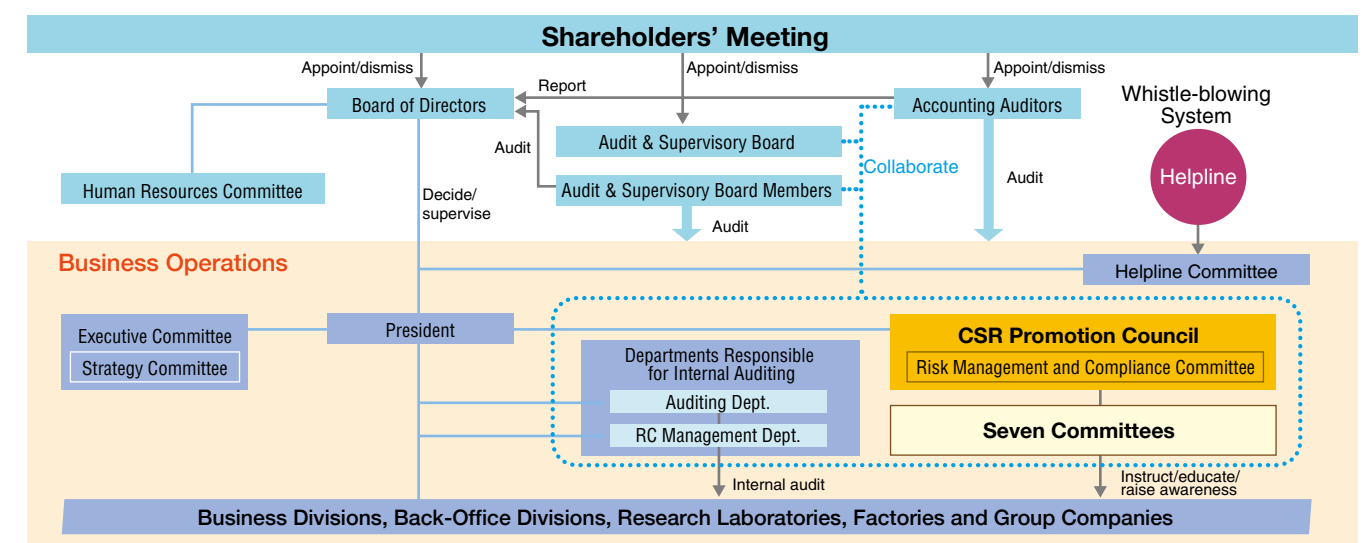 Shareholders’ Meeting
Appoint/dismiss
Appoint/dismiss
Appoint/dismiss
Report
Board of Directors
Accounting Auditors
Whistle-blowing
System
Audit
Audit & Supervisory Board
Collaborate
Helpline
Human Resources Committee
Decide/
supervise
Audit & Supervisory Board Members
Audit
Audit
Business Operations
Helpline Committee
Executive Committee
Strategy Committee
President
Departments Responsible
for Internal Auditing
Auditing Dept.
RC Management Dept.
CSR Promotion Council
Risk Management and Compliance Committee
Seven Committees
Internal audit
Instruct/educate/
raise awareness
Business Divisions, Back-Office Divisions, Research Laboratories, Factories and Group Companies